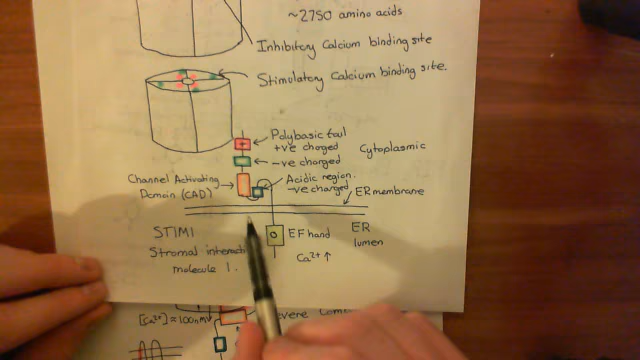 ~2750 amino acids
Inhibitory Calcium binding site
Stimulatory Calcium binding site.
Polybasic tail
+ve charged
Cytoplasmic
-ve charged
Channel Activating
Domain (CAD)
Acidic region.
-ve charged
ER membrane
STIM1
EF hand
ER
lumen
Stromal
molecule 1.
Ca2+ ↑
[Ca2+] ≈ 100nM